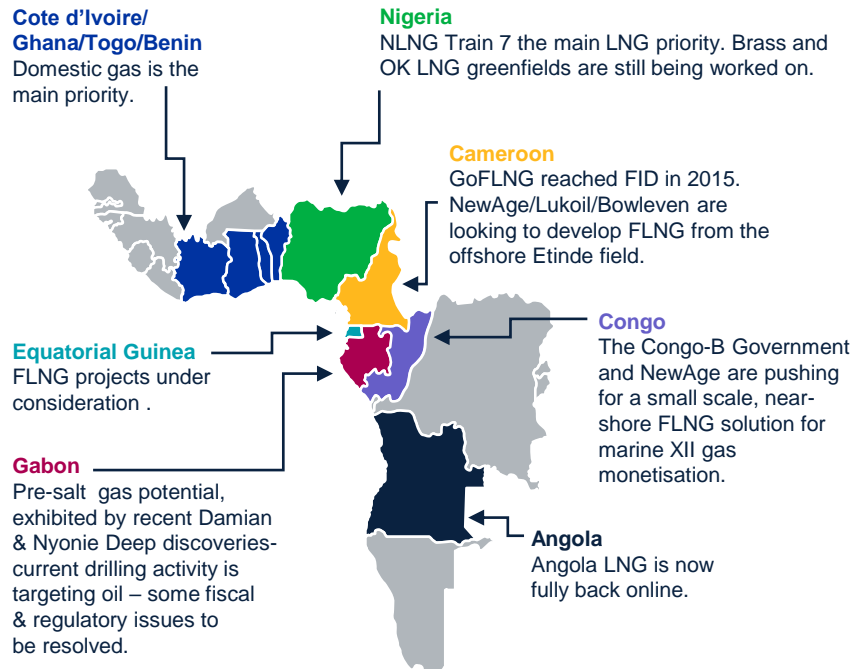 Cote d'Ivoire/
Ghana/Togo/Benin
Domestic gas is the
main priority.
Nigeria
NLNG Train 7 the main LNG priority. Brass and
OK LNG greenfields are still being worked on.
Cameroon
GoFLNG reached FID in 2015.
NewAge/Lukoil/Bowleven are
looking to develop FLNG from the
offshore Etinde field.
Equatorial Guinea
FLNG projects under
consideration .
Congo
The Congo-B Government
and NewAge are pushing
for a small scale, near-
shore FLNG solution for
marine XII gas
monetisation.
Gabon
Pre-salt gas potential,
exhibited by recent Damian
& Nyonie Deep discoveries-
current drilling activity is
targeting oil – some fiscal
& regulatory issues to
be resolved.
Angola
Angola LNG is now
fully back online.